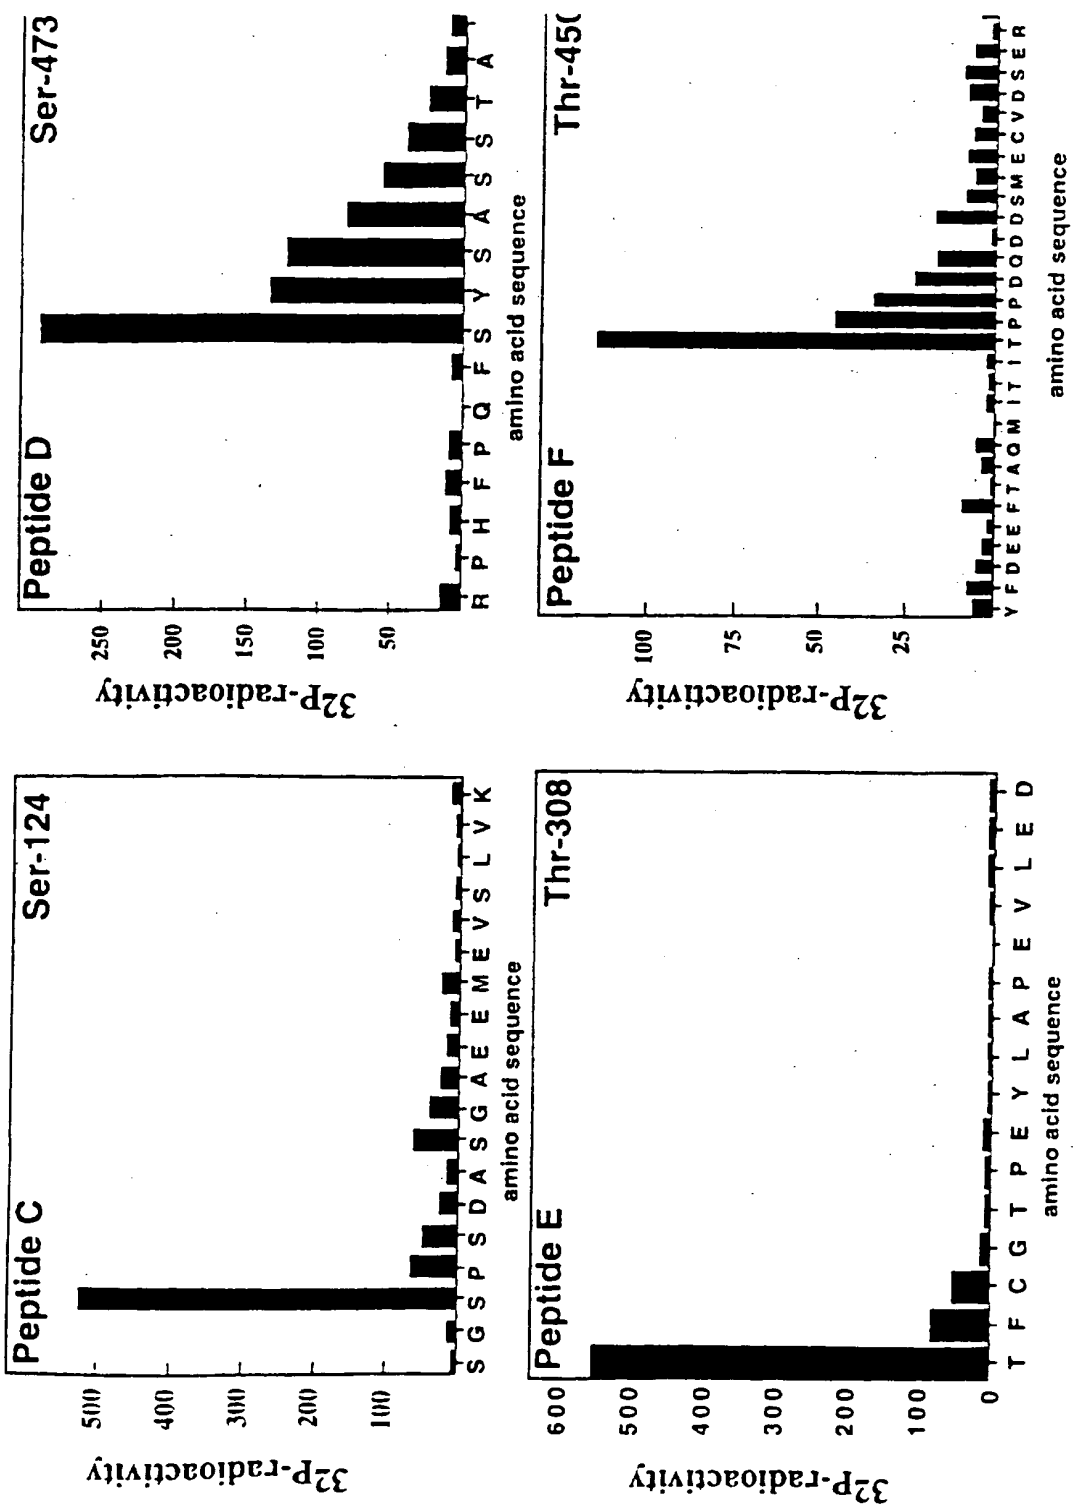 Peptide C
Ser-124
32P-radioactivity
500
400
300
200
100
S G S P S D A S G A E E M E V S L V K
amino acid sequence
Peptide D
Ser-473
32P-radioactivity
250
200
150
100
50
R P H F P Q F S Y S A S S T A
amino acid sequence
Peptide E
Thr-308
32P-radioactivity
600
500
400
300
200
100
0
T F C G T P E Y L A P E V L E D
amino acid sequence
Peptide F
Thr-450
32P-radioactivity
100
75
50
25
Y F D E E F T A Q M I T I T P P D Q D D S M E C V D S E R
amino acid sequence